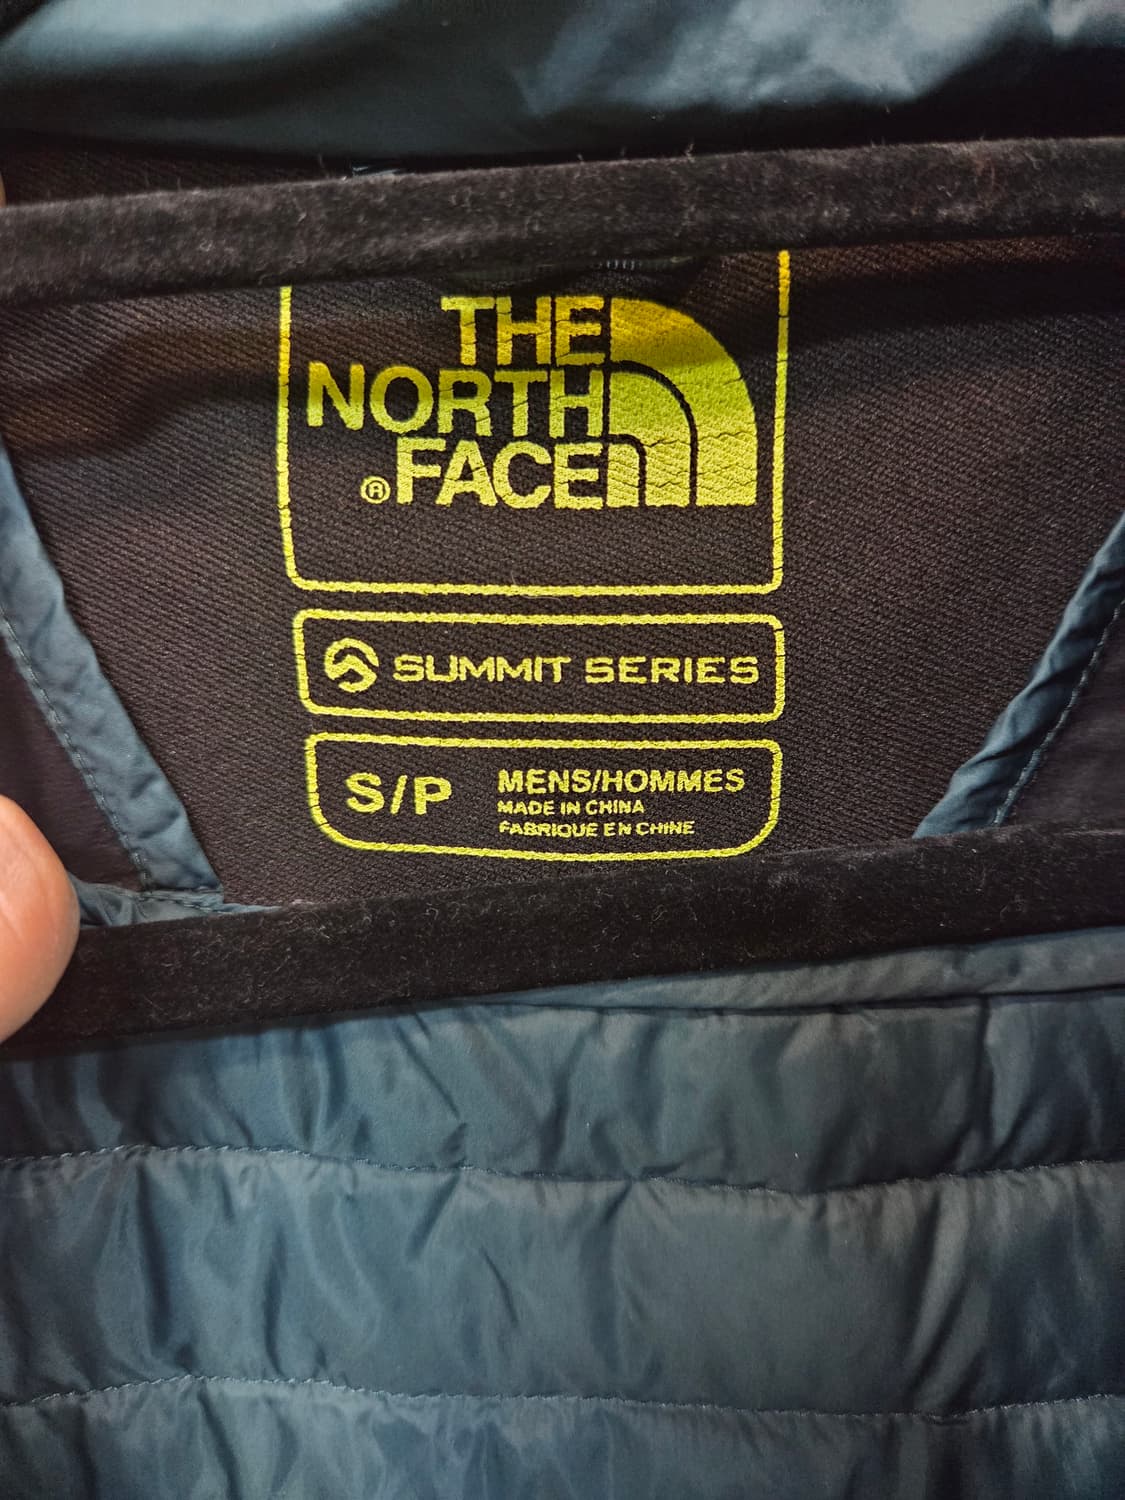 THE
NORTH
®FACE
SUMMIT SERIES
S/P
MENS/HOMMES
MADE IN CHINA
FABRIQUE EN CHINE